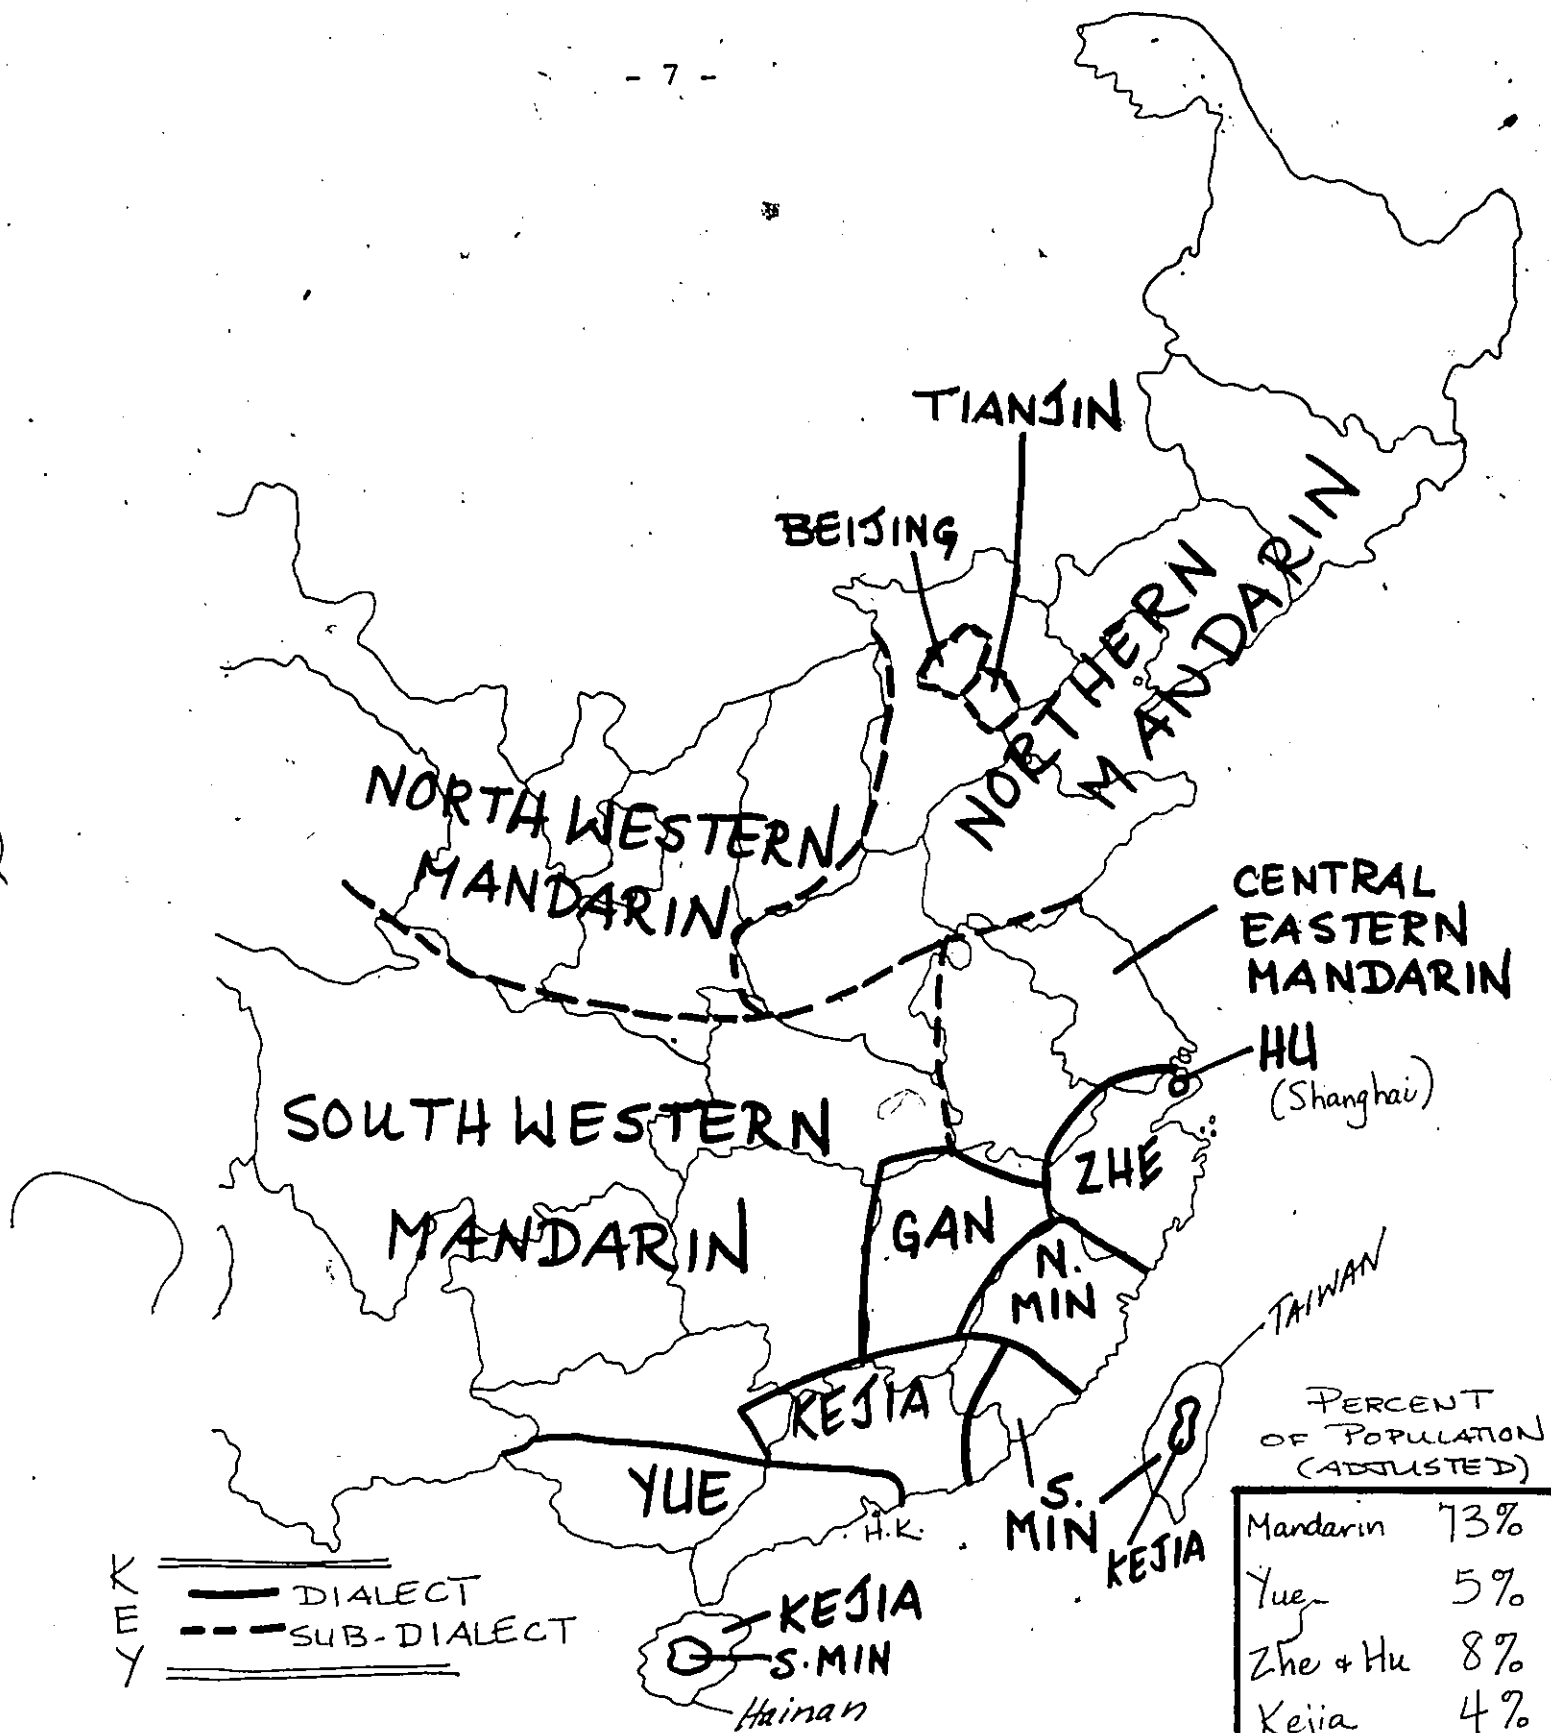 - 7 -
TIANJIN
BEIJING
NORTHERN
MANDARIN
NORTH WESTERN
MANDARIN
CENTRAL
EASTERN
MANDARIN
HU
(Shanghai)
SOUTH WESTERN
MANDARIN
ZHE
GAN
N.
MIN
TAIWAN
KEJIA
YUE
H.K.
S.
MIN
KEJIA
PERCENT
OF POPULATION
(ADJUSTED)
Mandarin 73%
Yue 5%
Zhe & Hu 8%
Kejia 4%
KEY
DIALECT
SUB-DIALECT
KEJIA
S. MIN
Hainan